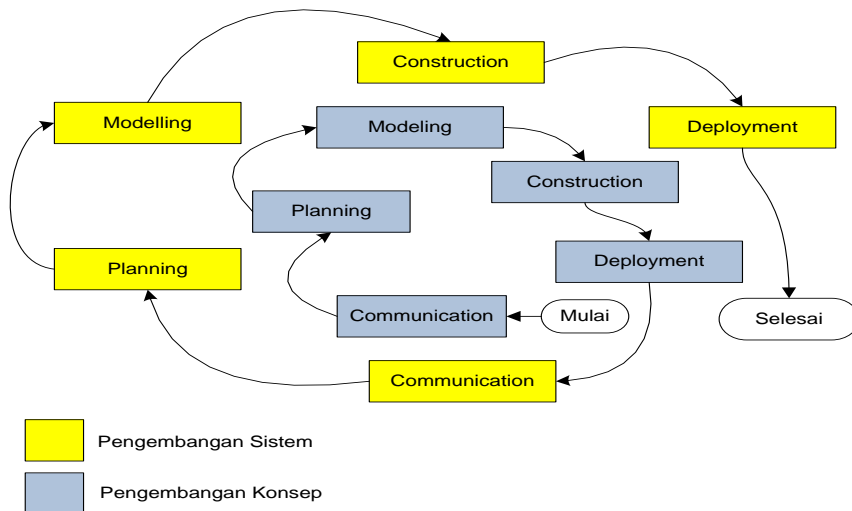 Construction
Modelling
Modeling
Deployment
Construction
Planning
Deployment
Planning
Communication
Mulai
Selesai
Communication
Pengembangan Sistem
Pengembangan Konsep